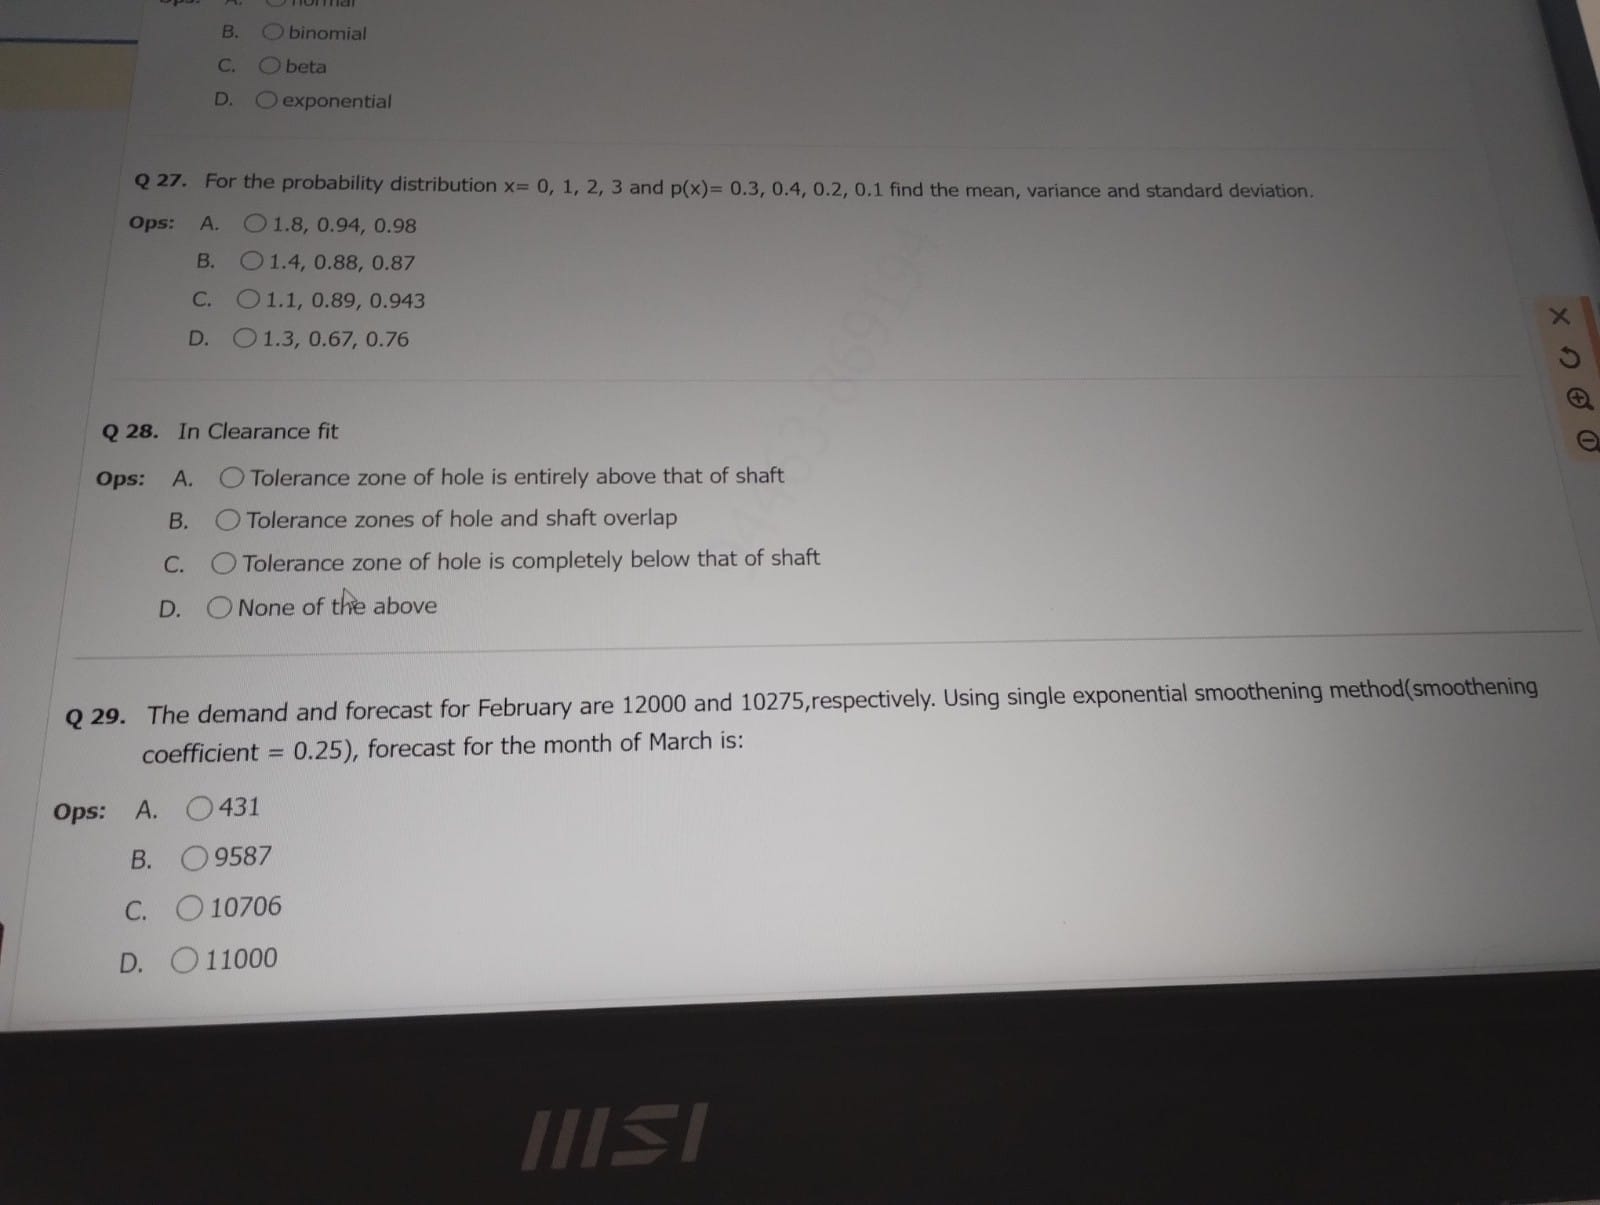 Ops: A. normal
B. binomial
C. beta
D. exponential
Q 27. For the probability distribution x= 0, 1, 2, 3 and p(x)= 0.3, 0.4, 0.2, 0.1 find the mean, variance and standard deviation.
Ops: A. 1.8, 0.94, 0.98
B. 1.4, 0.88, 0.87
C. 1.1, 0.89, 0.943
D. 1.3, 0.67, 0.76
Q 28. In Clearance fit
Ops: A. Tolerance zone of hole is entirely above that of shaft
B. Tolerance zones of hole and shaft overlap
C. Tolerance zone of hole is completely below that of shaft
D. None of the above
Q 29. The demand and forecast for February are 12000 and 10275,respectively. Using single exponential smoothening method(smoothening
coefficient = 0.25), forecast for the month of March is:
Ops: A. 431
B. 9587
C. 10706
D. 11000
msi